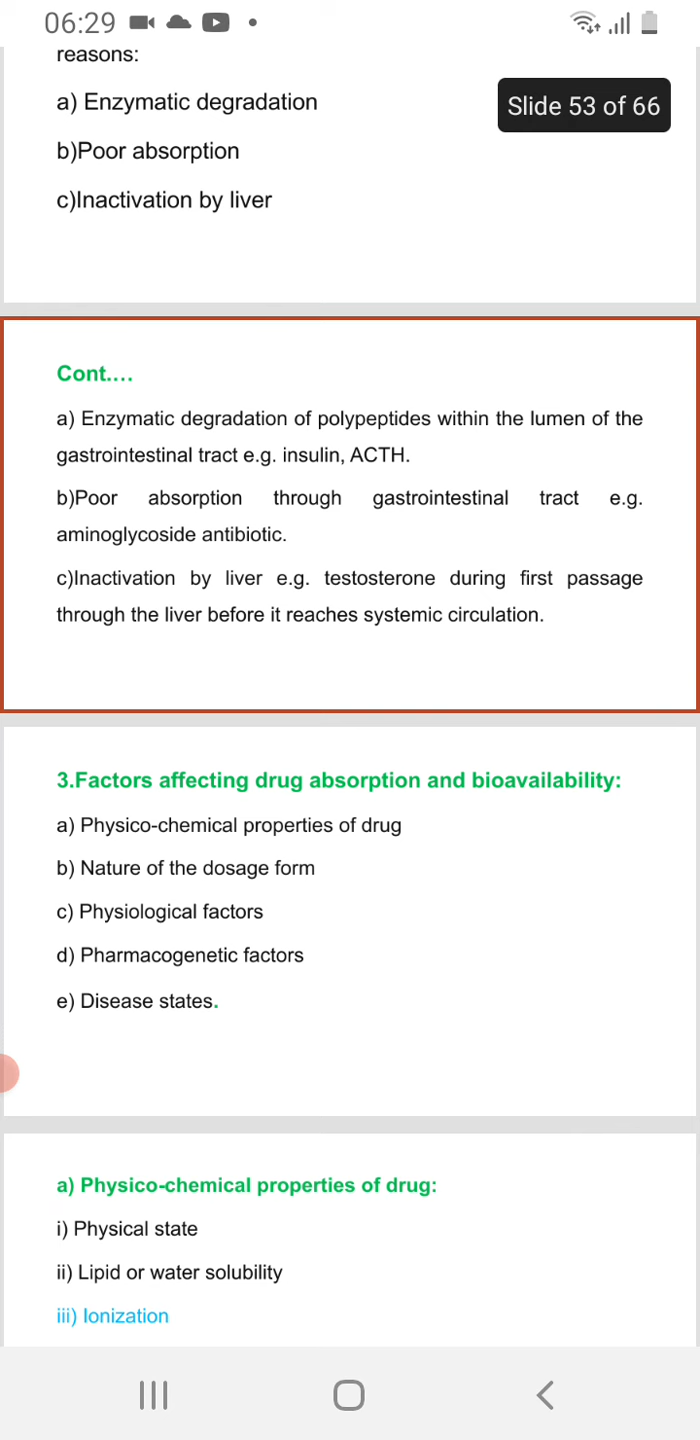 06:29
reasons:
a) Enzymatic degradation
Slide 53 of 66
b)Poor absorption
c)Inactivation by liver
Cont....
a) Enzymatic degradation of polypeptides within the lumen of the
gastrointestinal tract e.g. insulin, ACTH.
b)Poor absorption through gastrointestinal tract e.g.
aminoglycoside antibiotic.
c)Inactivation by liver e.g. testosterone during first passage
through the liver before it reaches systemic circulation.
3.Factors affecting drug absorption and bioavailability:
a) Physico-chemical properties of drug
b) Nature of the dosage form
c) Physiological factors
d) Pharmacogenetic factors
e) Disease states.
a) Physico-chemical properties of drug:
i) Physical state
ii) Lipid or water solubility
iii) Ionization